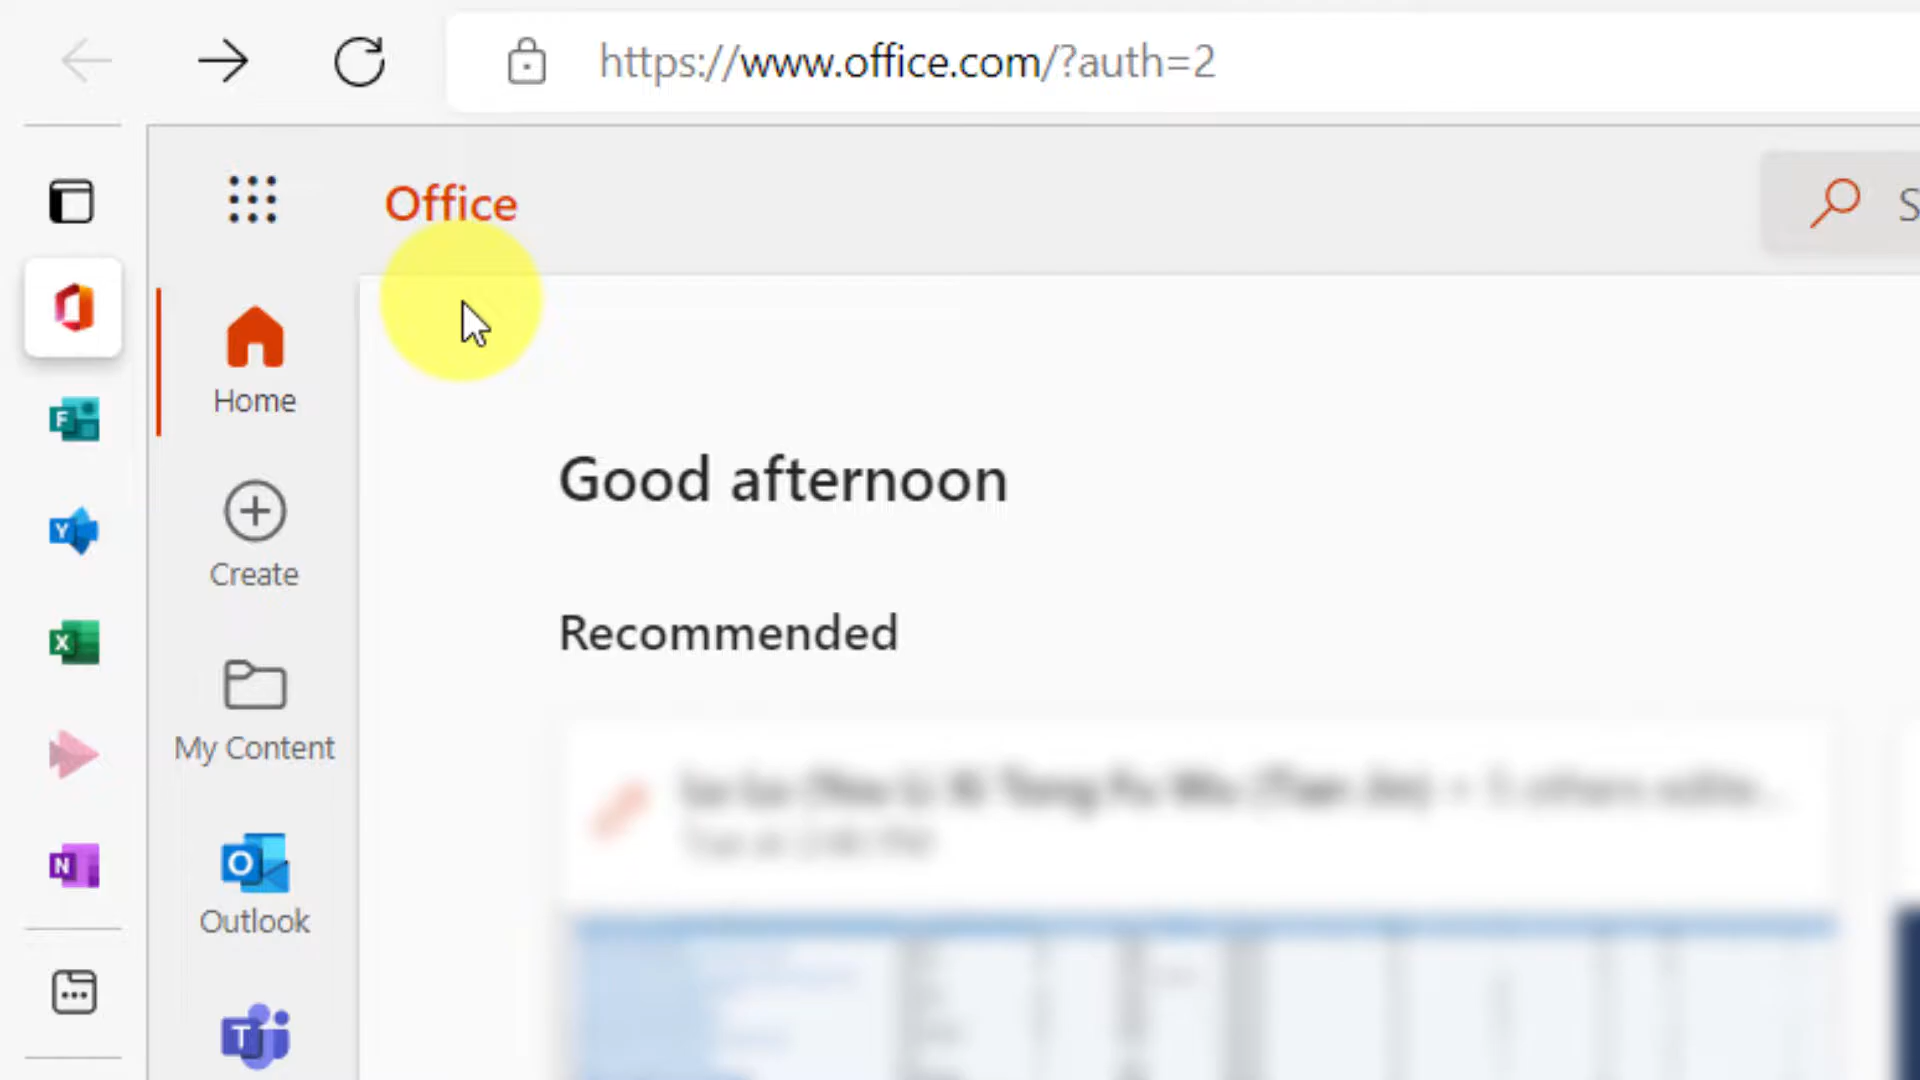 https://www.office.com/?auth=2
Office
S
Home
Good afternoon
Create
Recommended
My Content
Outlook